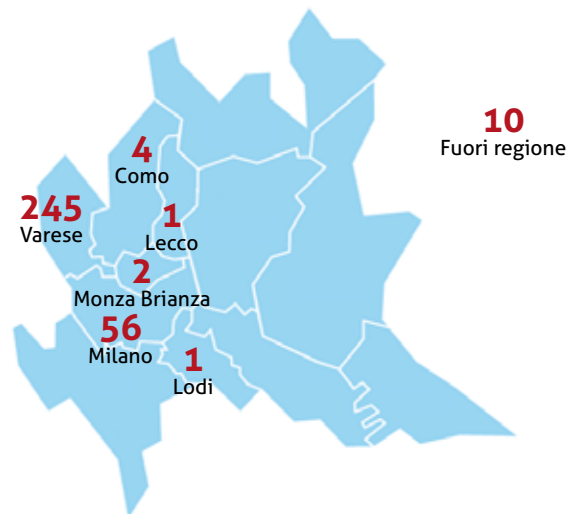 10
Fuori regione
4
Como
245
Varese
1
Lecco
2
Monza Brianza
56
Milano
1
Lodi